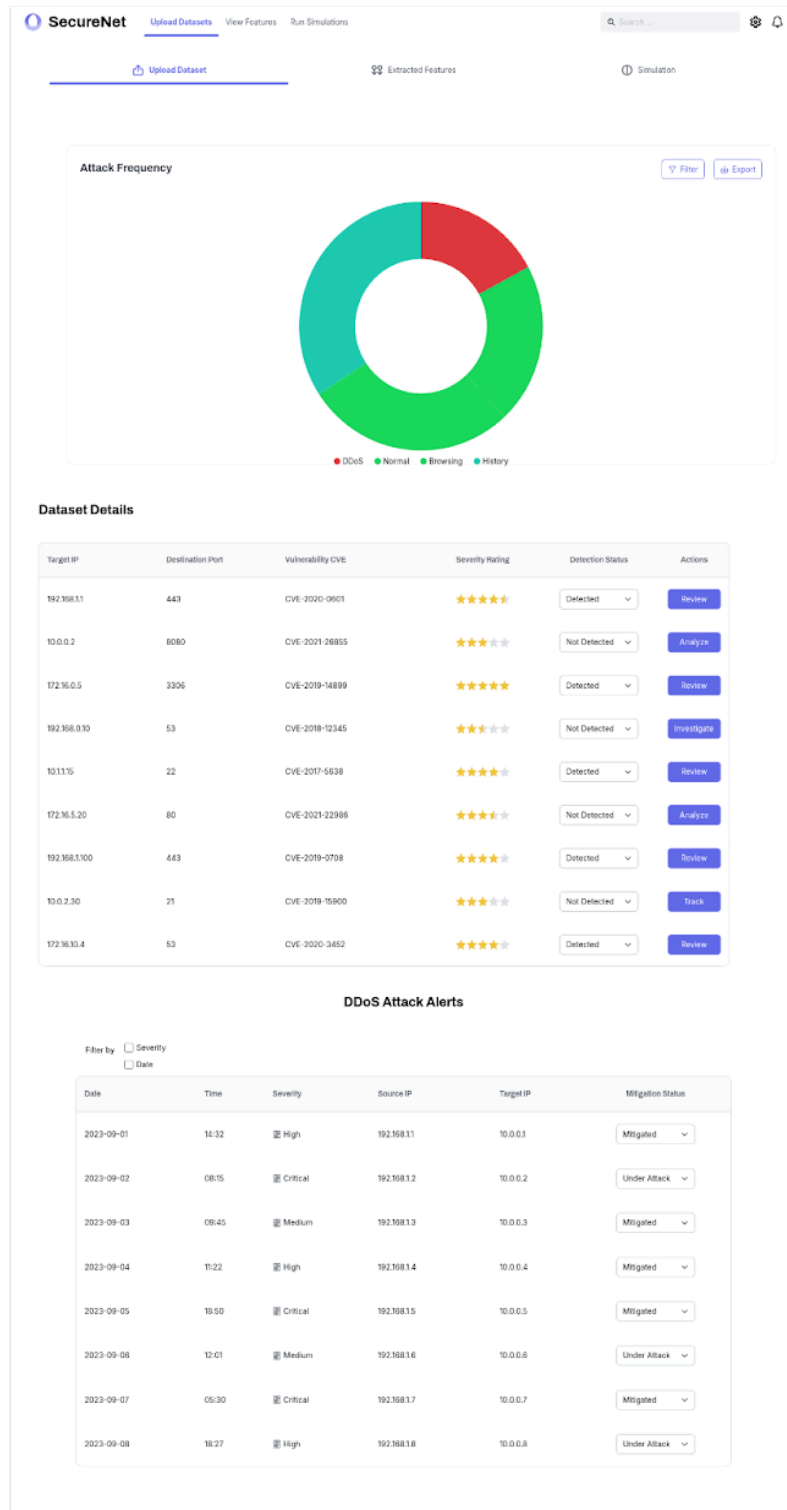 SecureNet Upload Datasets View Features Run Simulations Search ...
Upload Dataset Extracted Features Simulation
Attack Frequency Filter Export
DDoS Normal Browsing History
Dataset Details
Target IP Destination Port Vulnerability CVE Severity Rating Detection Status Actions
192.168.1.1 443 CVE-2020-0601 Detected Review
10.0.0.2 8080 CVE-2021-26855 Not Detected Analyze
172.16.0.5 3306 CVE-2019-14899 Detected Review
192.168.0.10 53 CVE-2018-12345 Not Detected Investigate
10.1.1.15 22 CVE-2017-5638 Detected Review
172.16.5.20 80 CVE-2021-22986 Not Detected Analyze
192.168.1.100 443 CVE-2019-0708 Detected Review
10.0.2.30 21 CVE-2019-15900 Not Detected Track
172.16.10.4 53 CVE-2020-3452 Detected Review
DDoS Attack Alerts
Filter by Severity
Date
Date Time Severity Source IP Target IP Mitigation Status
2023-09-01 14:32 High 192.168.1.1 10.0.0.1 Mitigated
2023-09-02 08:15 Critical 192.168.1.2 10.0.0.2 Under Attack
2023-09-03 09:45 Medium 192.168.1.3 10.0.0.3 Mitigated
2023-09-04 11:22 High 192.168.1.4 10.0.0.4 Mitigated
2023-09-05 16:50 Critical 192.168.1.5 10.0.0.5 Mitigated
2023-09-06 12:01 Medium 192.168.1.6 10.0.0.6 Under Attack
2023-09-07 05:30 Critical 192.168.1.7 10.0.0.7 Mitigated
2023-09-08 18:27 High 192.168.1.8 10.0.0.8 Under Attack